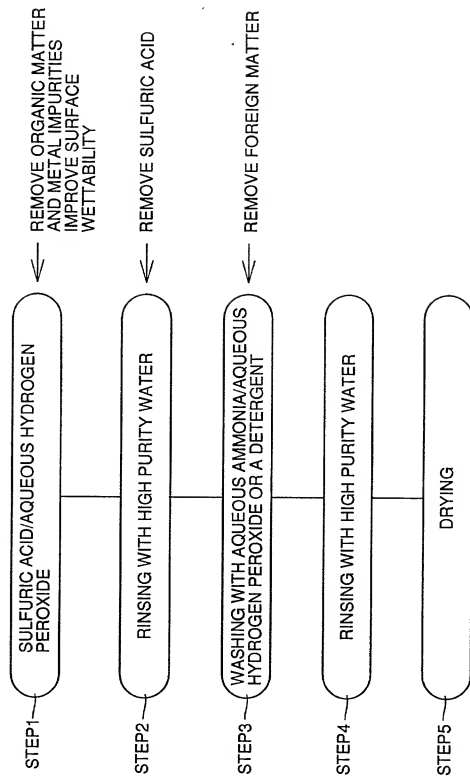 STEP1
SULFURIC ACID/AQUEOUS HYDROGEN
PEROXIDE
REMOVE ORGANIC MATTER
AND METAL IMPURITIES
IMPROVE SURFACE
WETTABILITY
STEP2
RINSING WITH HIGH PURITY WATER
REMOVE SULFURIC ACID
STEP3
WASHING WITH AQUEOUS AMMONIA/AQUEOUS
HYDROGEN PEROXIDE OR A DETERGENT
REMOVE FOREIGN MATTER
STEP4
RINSING WITH HIGH PURITY WATER
STEP5
DRYING